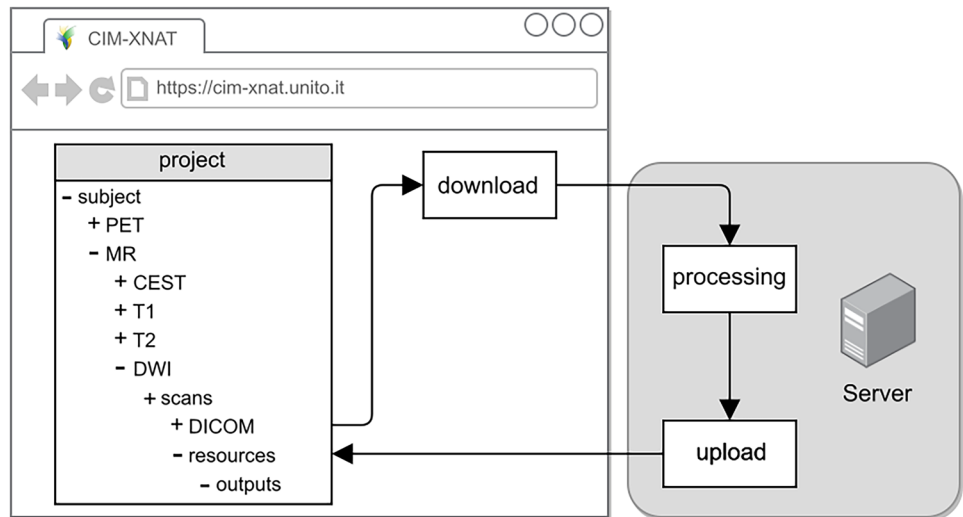 CIM-XNAT
https://cim-xnat.unito.it
project
- subject
+ PET
- MR
+ CEST
+ T1
+ T2
- DWI
+ scans
+ DICOM
- resources
- outputs
download
processing
upload
Server